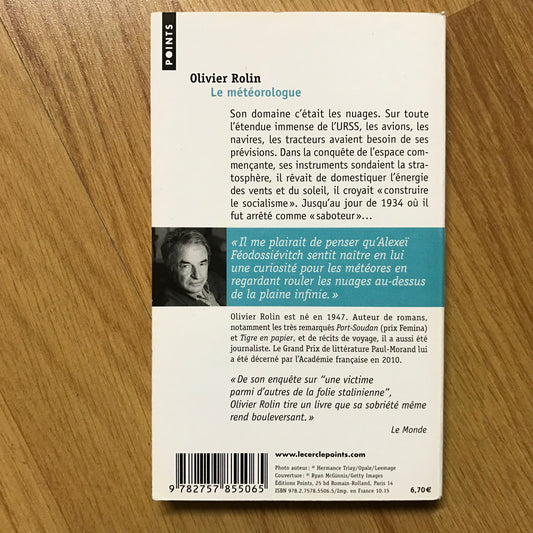 POINTS
Olivier Rolin
Le météorologue
Son domaine c'était les nuages. Sur toute
l'étendue immense de l'URSS, les avions, les
navires, les tracteurs avaient besoin de ses
prévisions. Dans la conquête de l'espace com-
mençante, ses instruments sondaient la stra-
tosphère, il rêvait de domestiquer l'énergie
des vents et du soleil, il croyait « construire
le socialisme ». Jusqu'au jour de 1934 où il
fut arrêté comme « saboteur »…
« Il me plairait de penser qu'Alexeï
Féodossiévitch sentit naître en lui
une curiosité pour les météores en
regardant rouler les nuages au-dessus
de la plaine infinie. »
Olivier Rolin est né en 1947. Auteur de romans,
notamment les très remarqués Port-Soudan (prix Femina)
et Tigre en papier, et de récits de voyage, il a aussi été
journaliste. Le Grand Prix de littérature Paul-Morand lui
a été décerné par l'Académie française en 2010.
« De son enquête sur "une victime
parmi d'autres de la folie stalinienne",
Olivier Rolin tire un livre que sa sobriété même
rend bouleversant. »
Le Monde
www.lecerclepoints.com
Photo auteur : © Hermance Triay/Opale/Leemage
Couverture : © Ryan McGinnis/Getty Images
Éditions Points, 25 bd Romain-Rolland, Paris 14
ISBN 978.2.7578.5506.5/Imp. en France 10.15
6,70 €
9 782757 855065